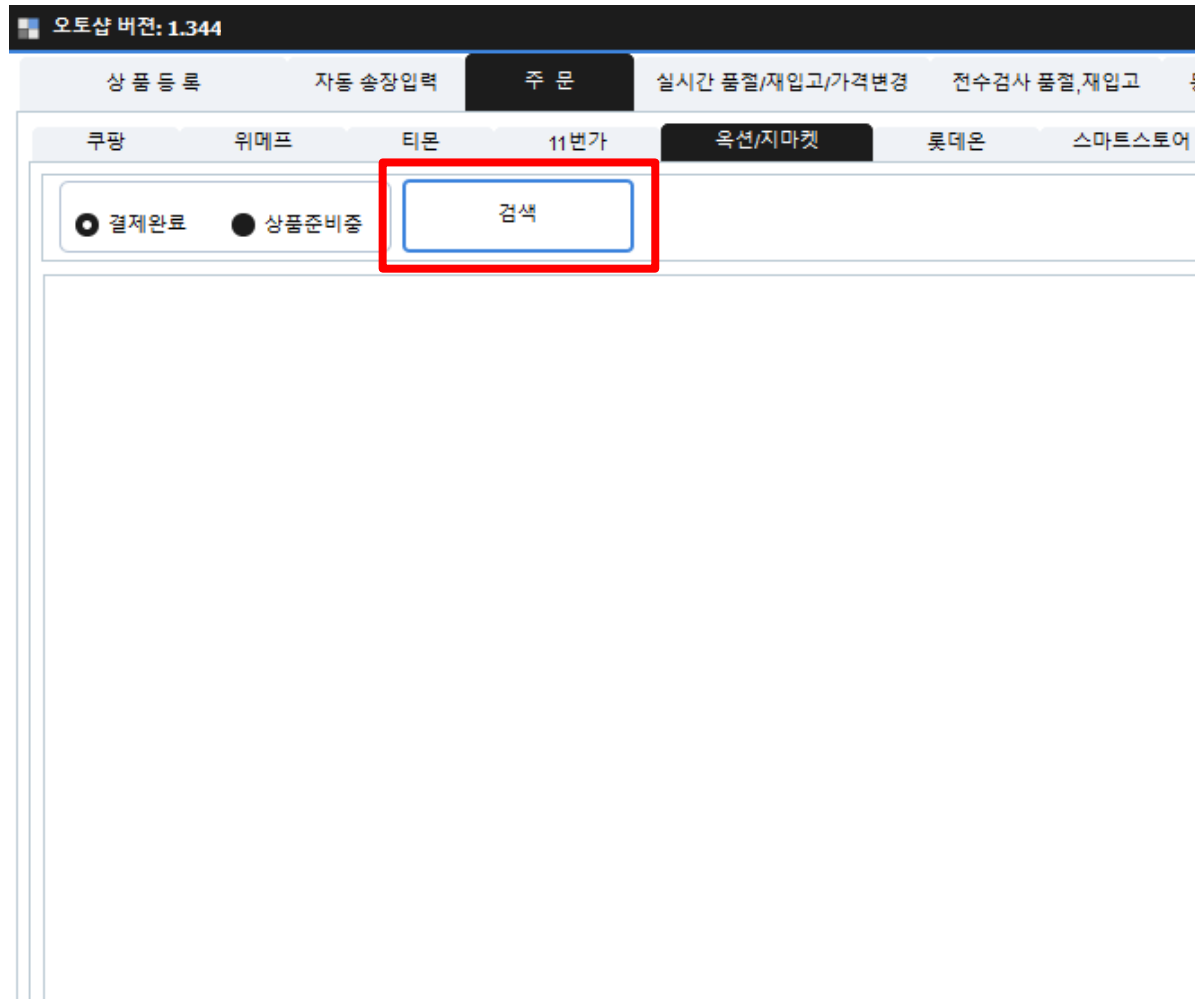 오토샵 버젼: 1.344
상 품 등 록 자동 송장입력 주 문 실시간 품절/재입고/가격변경 전수검사 품절,재입고
쿠팡 위메프 티몬 11번가 옥션/지마켓 롯데온 스마트스토어
결제완료 상품준비중 검색